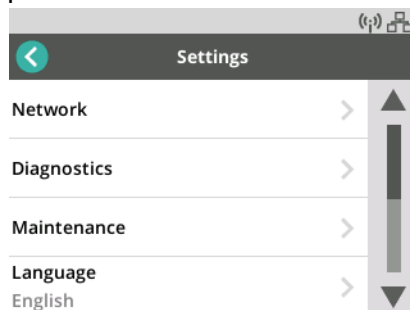 Settings
Network
Diagnostics
Maintenance
Language
English